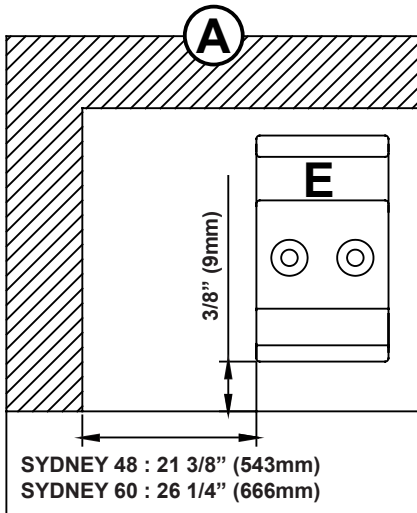 A
E
3/8” (9mm)
SYDNEY 48 : 21 3/8” (543mm)
SYDNEY 60 : 26 1/4” (666mm)